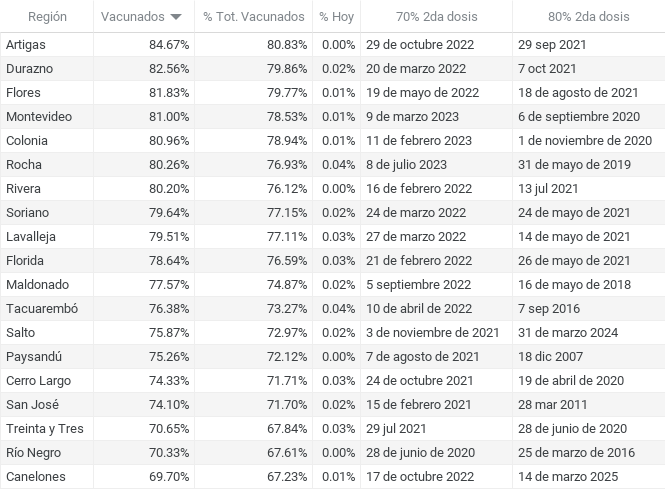 Región Vacunados % Tot. Vacunados % Hoy 70% 2da dosis 80% 2da dosis
Artigas 84.67% 80.83% 0.00% 29 de octubre 2022 29 sep 2021
Durazno 82.56% 79.86% 0.02% 20 de marzo 2022 7 oct 2021
Flores 81.83% 79.77% 0.01% 19 de mayo de 2022 18 de agosto de 2021
Montevideo 81.00% 78.53% 0.01% 9 de marzo 2023 6 de septiembre 2020
Colonia 80.96% 78.94% 0.01% 11 de febrero 2023 1 de noviembre de 2020
Rocha 80.26% 76.93% 0.04% 8 de julio 2023 31 de mayo de 2019
Rivera 80.20% 76.12% 0.00% 16 de febrero 2022 13 jul 2021
Soriano 79.64% 77.15% 0.02% 24 de marzo 2022 24 de mayo de 2021
Lavalleja 79.51% 77.11% 0.03% 27 de marzo 2022 14 de mayo de 2021
Florida 78.64% 76.59% 0.03% 21 de febrero 2022 26 de mayo de 2021
Maldonado 77.57% 74.87% 0.02% 5 septiembre 2022 16 de mayo de 2018
Tacuarembó 76.38% 73.27% 0.04% 10 de abril de 2022 7 sep 2016
Salto 75.87% 72.97% 0.02% 3 de noviembre de 2021 31 de marzo 2024
Paysandú 75.26% 72.12% 0.00% 7 de agosto de 2021 18 dic 2007
Cerro Largo 74.33% 71.71% 0.03% 24 de octubre 2021 19 de abril de 2020
San José 74.10% 71.70% 0.02% 15 de febrero 2021 28 mar 2011
Treinta y Tres 70.65% 67.84% 0.03% 29 jul 2021 28 de junio de 2020
Río Negro 70.33% 67.61% 0.00% 28 de junio de 2020 25 de marzo de 2016
Canelones 69.70% 67.23% 0.01% 17 de octubre 2022 14 de marzo 2025